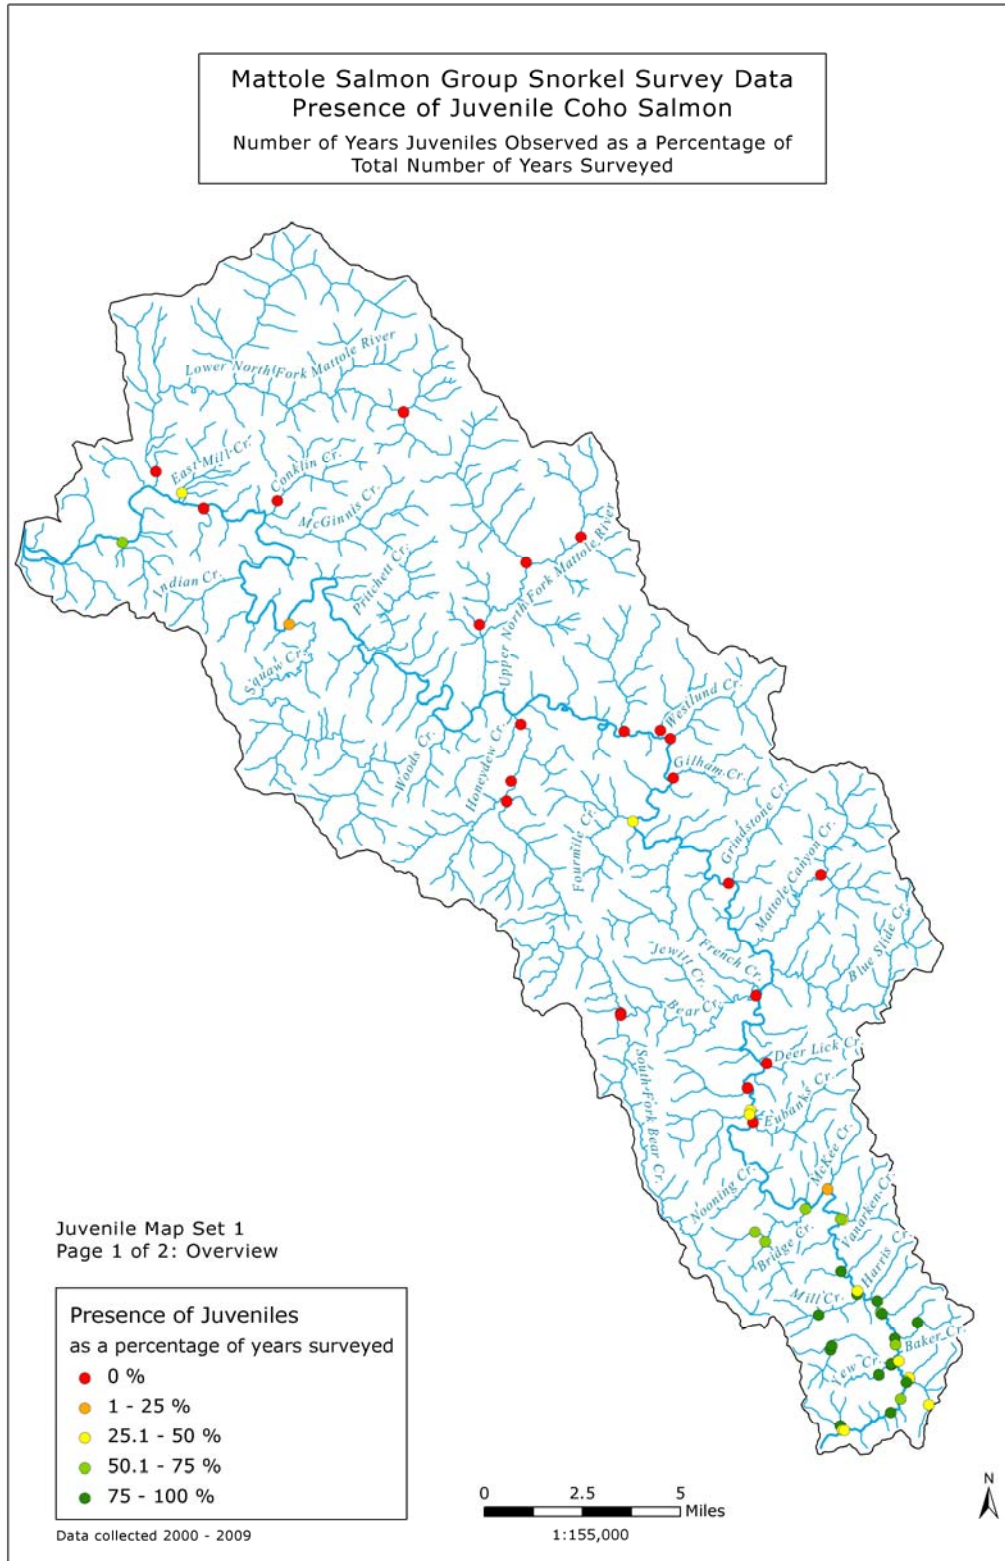 Mattole Salmon Group Snorkel Survey Data
Presence of Juvenile Coho Salmon
Number of Years Juveniles Observed as a Percentage of
Total Number of Years Surveyed
Lower North Fork Mattole River
East Mill Cr.
Conklin Cr.
McGinnis Cr.
Indian Cr.
Pritchett Cr.
Upper North Fork Mattole River
Squaw Cr.
Westlund Cr.
Woods Cr.
Honeydew Cr.
Gilham Cr.
Fourmile Cr.
Grindstone Cr.
Mattole Canyon Cr.
Blue Slide Cr.
Jewitt Cr.
French Cr.
Bear Cr.
South Fork Bear Cr.
Deer Lick Cr.
Eubanks Cr.
McKee Cr.
Nooning Cr.
Vanarken Cr.
Bridge Cr.
Harris Cr.
Mill Cr.
Baker Cr.
Yew Cr.
Juvenile Map Set 1
Page 1 of 2: Overview
Presence of Juveniles
as a percentage of years surveyed
0 %
1 - 25 %
25.1 - 50 %
50.1 - 75 %
75 - 100 %
Data collected 2000 - 2009
0 2.5 5
Miles
1:155,000
N